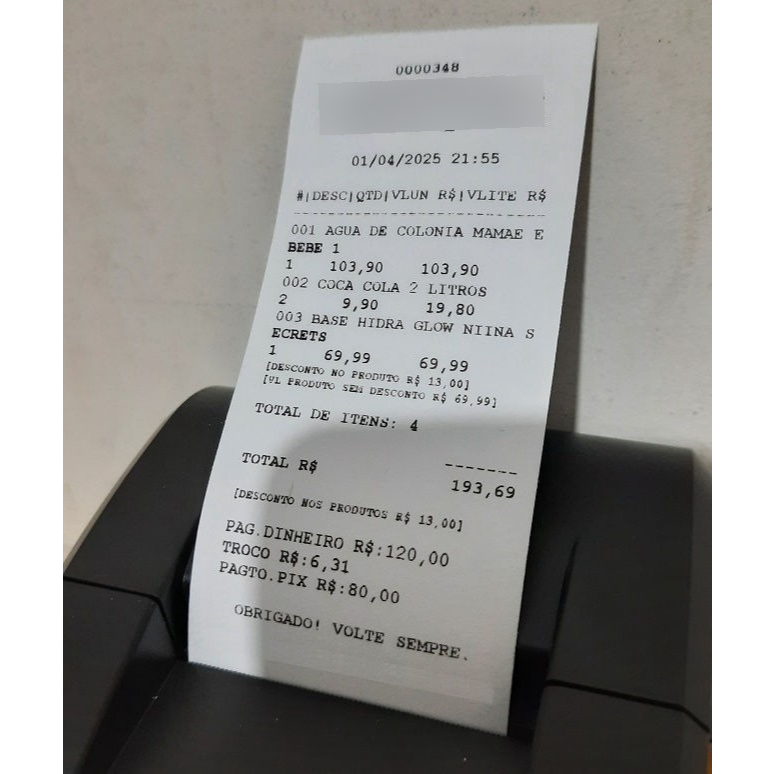 0000348
01/04/2025 21:55
#|DESC|QTD|VLUN R$|VLITE R$
001 AGUA DE COLONIA MAMAE E
BEBE 1
1 103,90 103,90
002 COCA COLA 2 LITROS
2 9,90 19,80
003 BASE HIDRA GLOW NIINA S
ECRETS
1 69,99 69,99
[DESCONTO NO PRODUTO R$ 13,00]
[VL PRODUTO SEM DESCONTO R$ 69,99]
TOTAL DE ITENS: 4
-------
TOTAL R$ 193,69
[DESCONTO NOS PRODUTOS R$ 13,00]
PAG.DINHEIRO R$:120,00
TROCO R$:6,31
PAGTO.PIX R$:80,00
OBRIGADO! VOLTE SEMPRE.